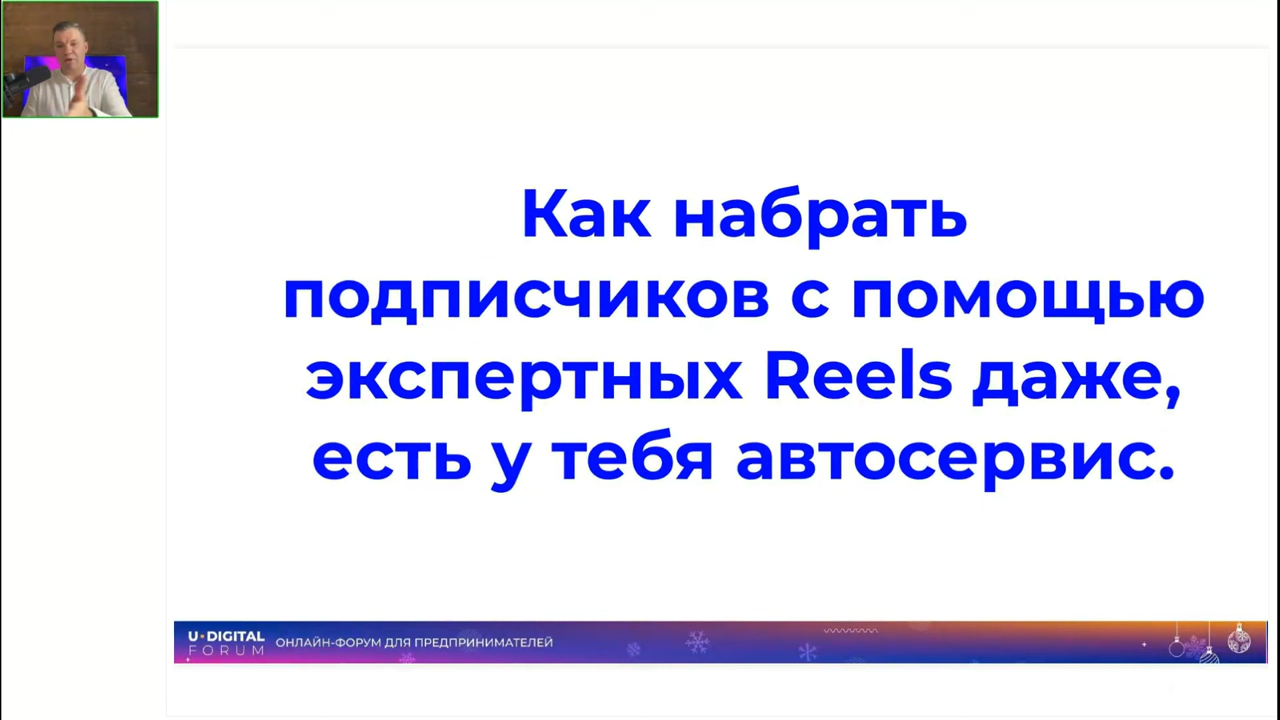 Как набрать
подписчиков с помощью
экспертных Reels даже,
есть у тебя автосервис.
U•DIGITAL
FORUM
ОНЛАЙН-ФОРУМ ДЛЯ ПРЕДПРИНИМАТЕЛЕЙ